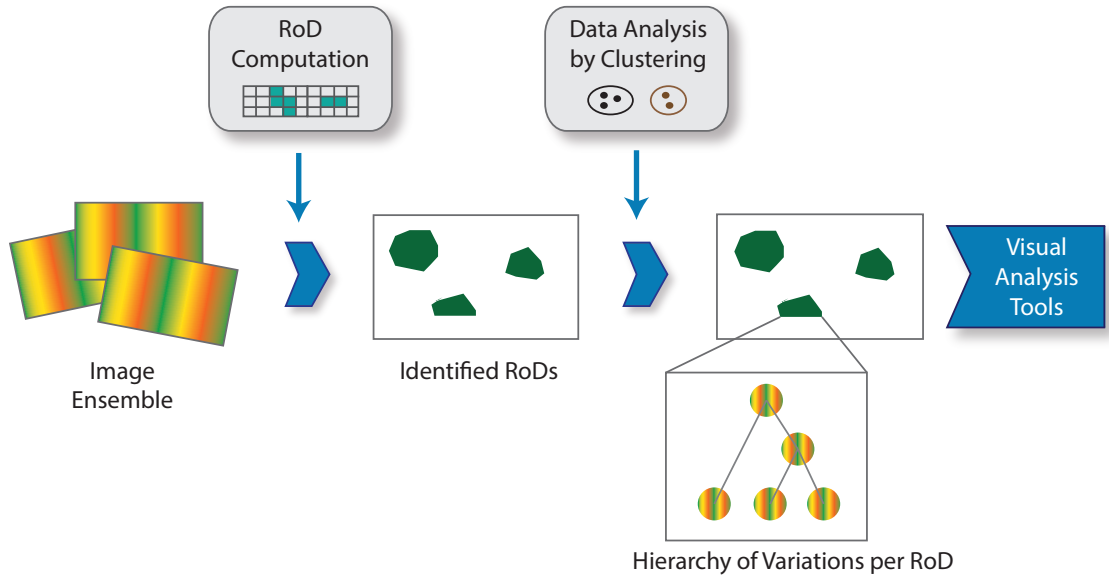 RoD
Computation
Data Analysis
by Clustering
Image
Ensemble
Identified RoDs
Visual
Analysis
Tools
Hierarchy of Variations per RoD